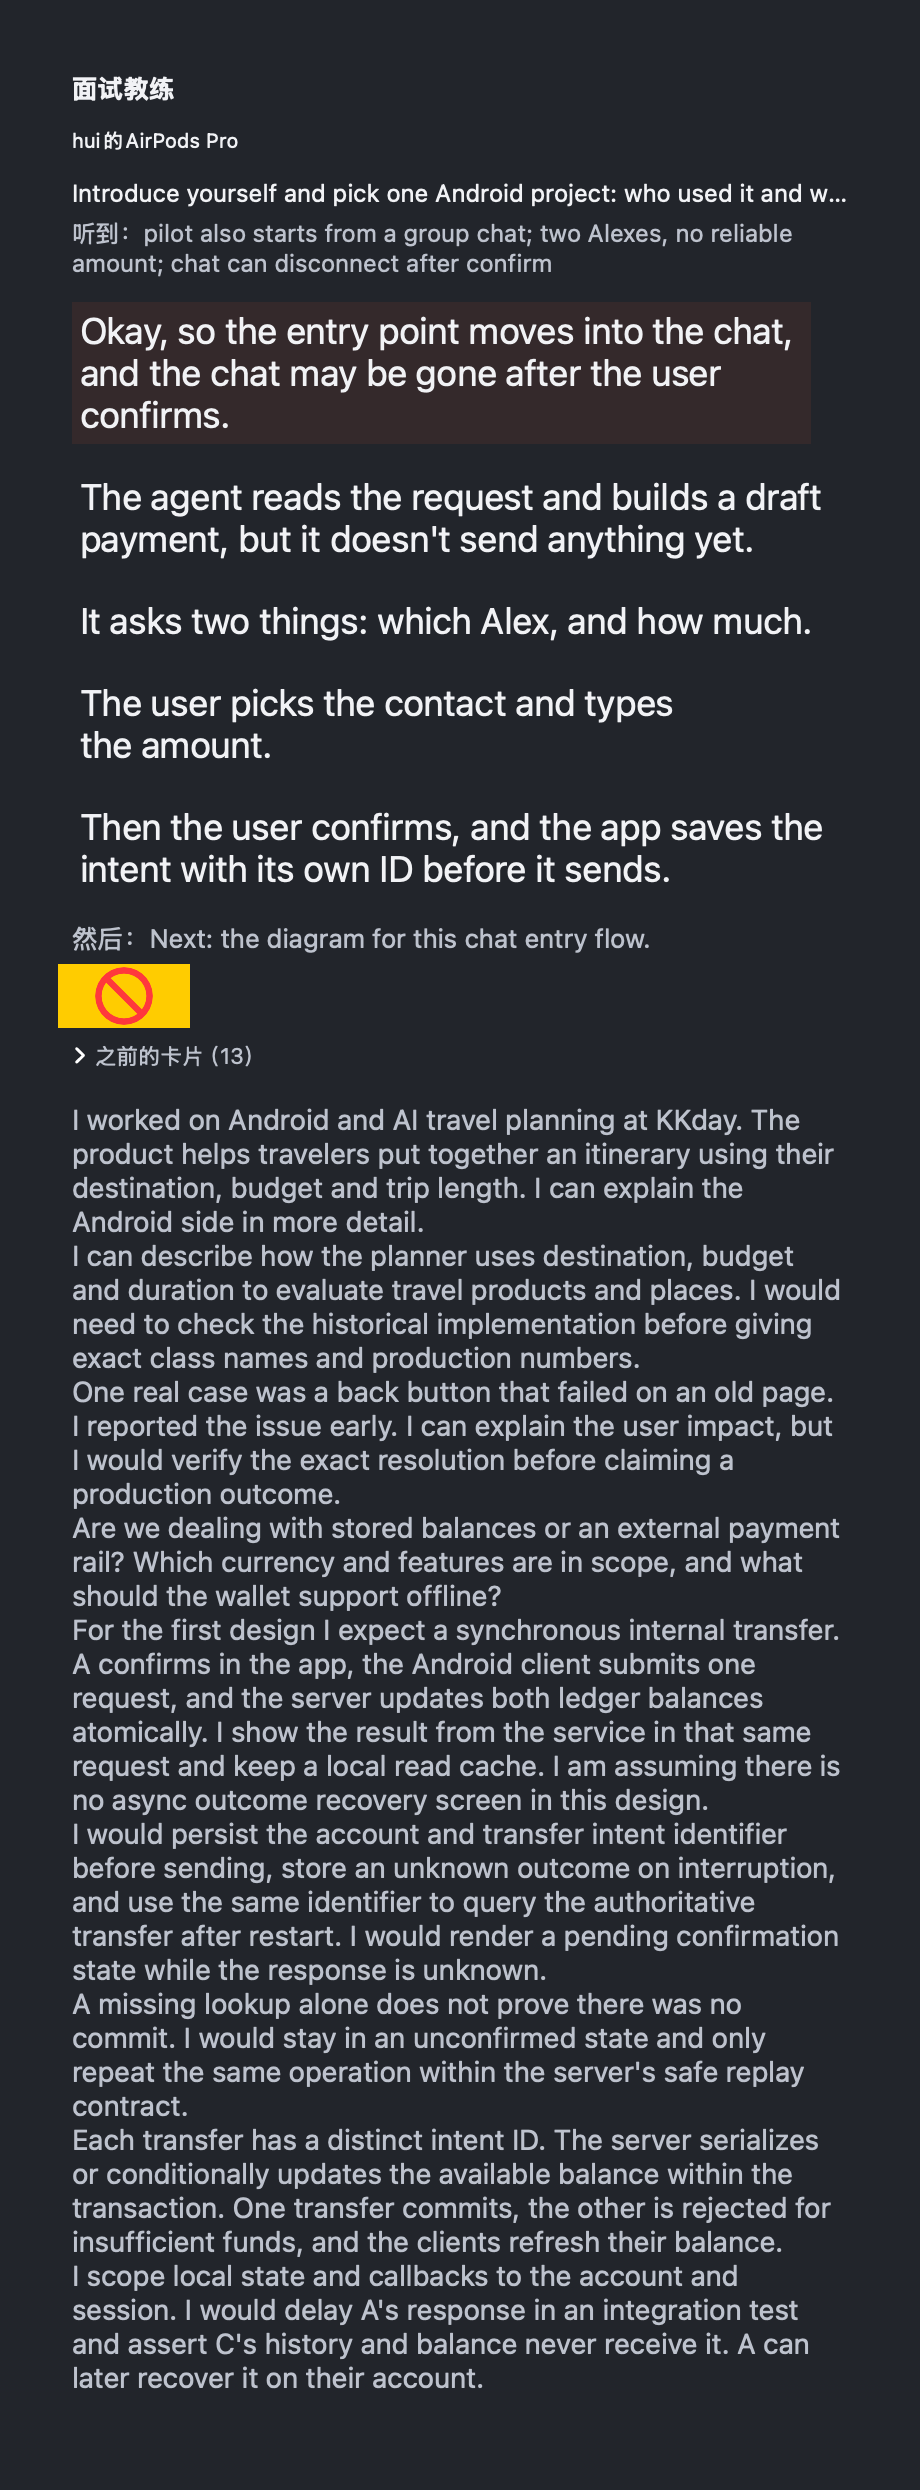 面试教练
hui的AirPods Pro
Introduce yourself and pick one Android project: who used it and w...
听到：pilot also starts from a group chat; two Alexes, no reliable
amount; chat can disconnect after confirm
Okay, so the entry point moves into the chat,
and the chat may be gone after the user
confirms.
The agent reads the request and builds a draft
payment, but it doesn't send anything yet.
It asks two things: which Alex, and how much.
The user picks the contact and types
the amount.
Then the user confirms, and the app saves the
intent with its own ID before it sends.
然后：Next: the diagram for this chat entry flow.
之前的卡片 (13)
I worked on Android and AI travel planning at KKday. The
product helps travelers put together an itinerary using their
destination, budget and trip length. I can explain the
Android side in more detail.
I can describe how the planner uses destination, budget
and duration to evaluate travel products and places. I would
need to check the historical implementation before giving
exact class names and production numbers.
One real case was a back button that failed on an old page.
I reported the issue early. I can explain the user impact, but
I would verify the exact resolution before claiming a
production outcome.
Are we dealing with stored balances or an external payment
rail? Which currency and features are in scope, and what
should the wallet support offline?
For the first design I expect a synchronous internal transfer.
A confirms in the app, the Android client submits one
request, and the server updates both ledger balances
atomically. I show the result from the service in that same
request and keep a local read cache. I am assuming there is
no async outcome recovery screen in this design.
I would persist the account and transfer intent identifier
before sending, store an unknown outcome on interruption,
and use the same identifier to query the authoritative
transfer after restart. I would render a pending confirmation
state while the response is unknown.
A missing lookup alone does not prove there was no
commit. I would stay in an unconfirmed state and only
repeat the same operation within the server's safe replay
contract.
Each transfer has a distinct intent ID. The server serializes
or conditionally updates the available balance within the
transaction. One transfer commits, the other is rejected for
insufficient funds, and the clients refresh their balance.
I scope local state and callbacks to the account and
session. I would delay A's response in an integration test
and assert C's history and balance never receive it. A can
later recover it on their account.